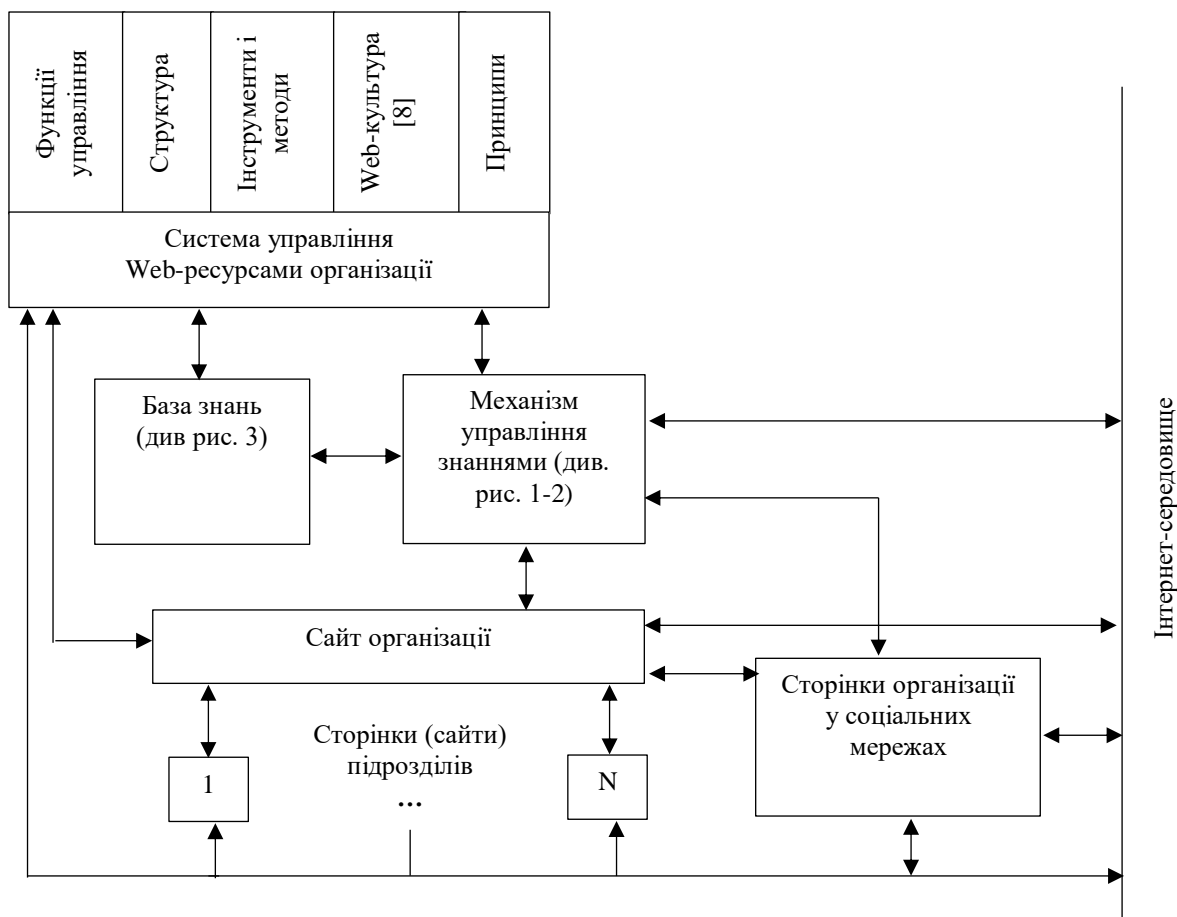 Функції
управління
Структура
Інструменти і
методи
Web-культура
[8]
Принципи
Система управління
Web-ресурсами організації
База знань
(див рис. 3)
Механізм
управління
знаннями (див.
рис. 1-2)
Інтернет-середовище
Сайт організації
Сторінки організації
у соціальних
мережах
Сторінки (сайти)
підрозділів
1
...
N